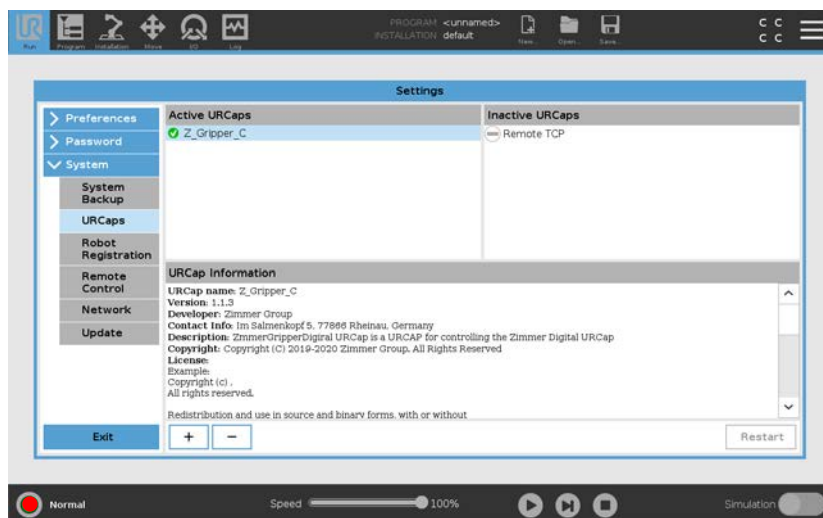 UR
PROGRAM <unnamed>
INSTALLATION default
Run
Program
Installation
Move
I/O
Log
New...
Open...
Save...
C C
C C
Settings
Preferences
Password
System
System
Backup
URCaps
Robot
Registration
Remote
Control
Network
Update
Exit
Active URCaps
Z_Gripper_C
Inactive URCaps
Remote TCP
URCap Information
URCap name: Z_Gripper_C
Version: 1.1.3
Developer: Zimmer Group
Contact Info: Im Salmenkopf 5, 77866 Rheinau, Germany
Description: ZmmerGripperDigiral URCap is a URCAP for controlling the Zimmer Digital URCap
Copyright: Copyright (C) 2019-2020 Zimmer Group, All Rights Reserved
License:
Example:
Copyright (c) ,
All rights reserved.
Redistribution and use in source and binary forms, with or without
+
−
Restart
Normal
Speed
100%
Simulation